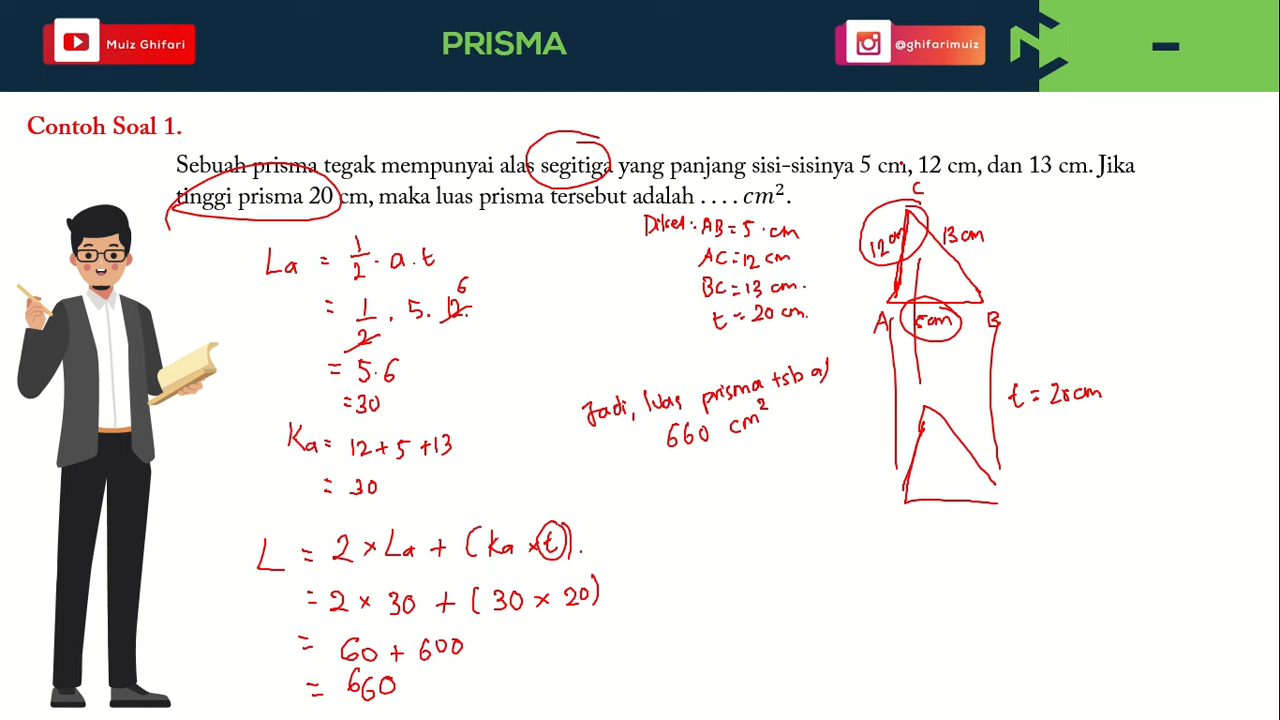 Muiz Ghifari
PRISMA
@ghifarimuiz
Contoh Soal 1.
Sebuah prisma tegak mempunyai alas segitiga yang panjang sisi-sisinya 5 cm, 12 cm, dan 13 cm. Jika
tinggi prisma 20 cm, maka luas prisma tersebut adalah .... cm².
La = 1/2 . a.t
= 1/2 . 5. 12 6
= 5.6
= 30
Ka = 12 + 5 + 13
= 30
L = 2 × La + (Ka × t).
= 2 × 30 + (30 × 20)
= 60 + 600
= 660
Diket : AB = 5 cm
AC = 12 cm
BC = 13 cm.
t = 20 cm.
Jadi, luas prisma tsb
660 cm²
C
12 cm
13 cm
A
5 cm
B
t = 20 cm